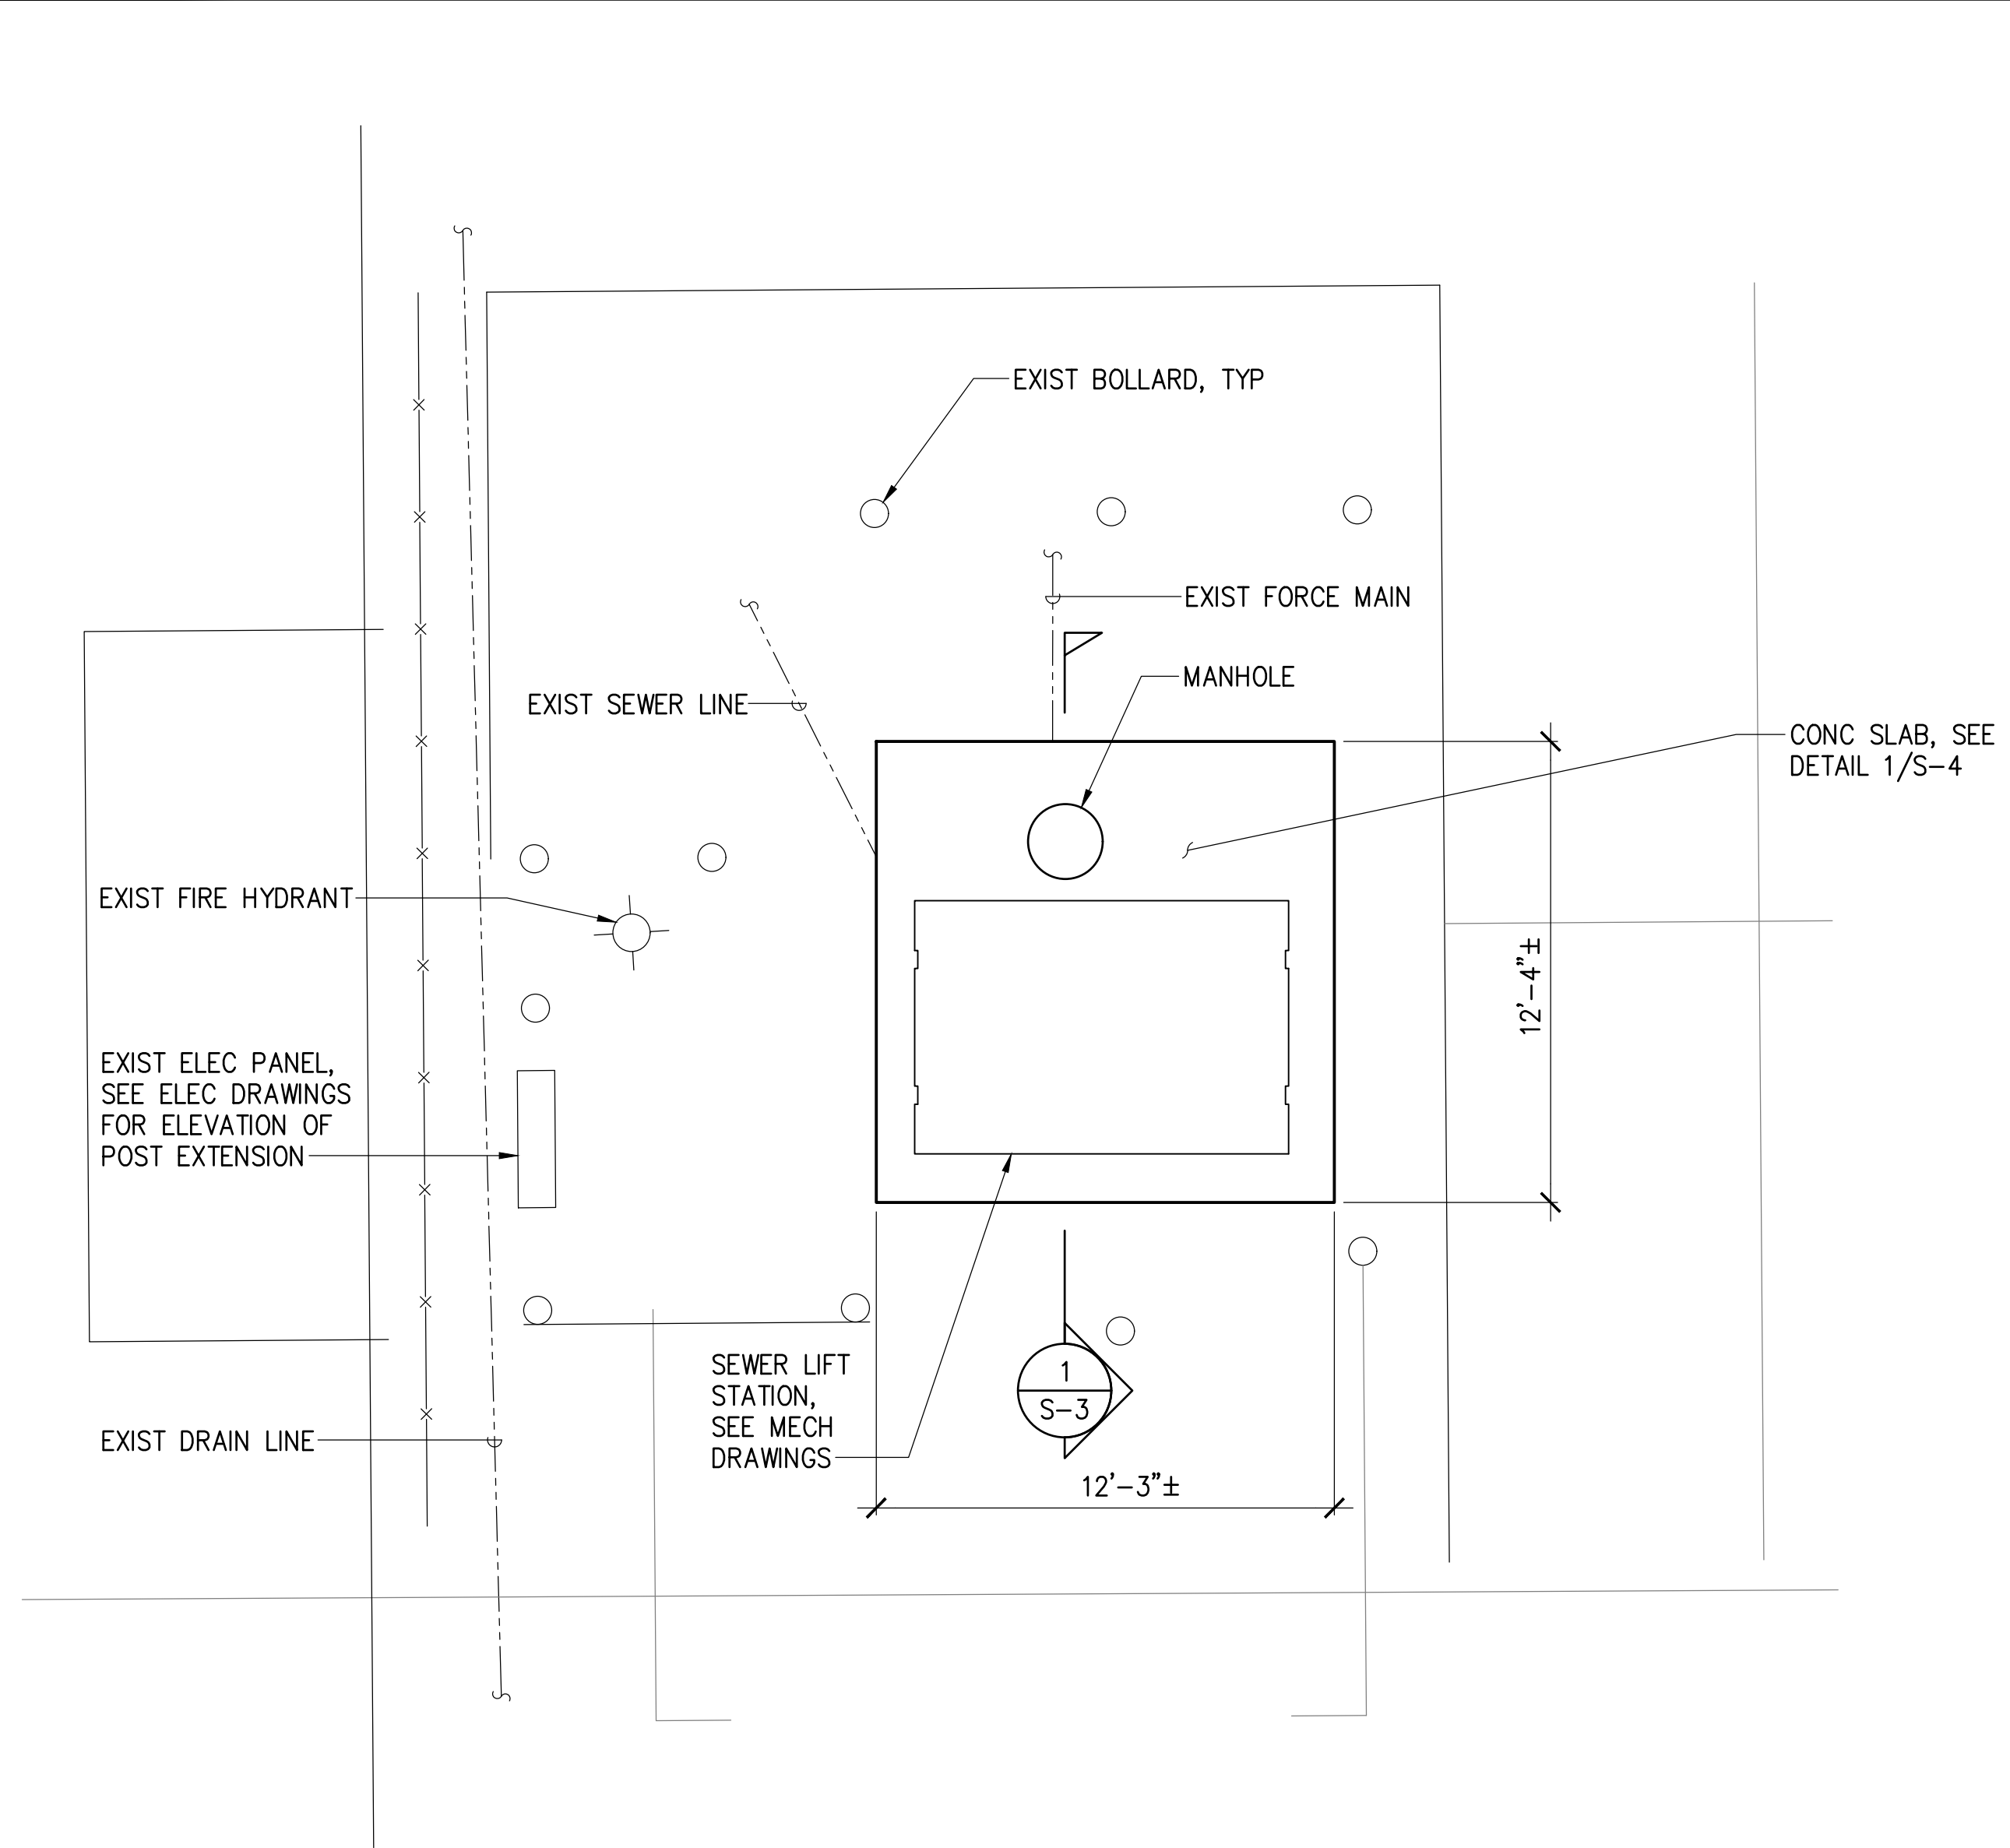 EXIST BOLLARD, TYP
EXIST FORCE MAIN
MANHOLE
EXIST SEWER LINE
CONC SLAB, SEE
DETAIL 1/S-4
EXIST FIRE HYDRANT
12'-4"±
EXIST ELEC PANEL,
SEE ELEC DRAWINGS
FOR ELEVATION OF
POST EXTENSION
SEWER LIFT
STATION,
SEE MECH
DRAWINGS
1
S-3
EXIST DRAIN LINE
12'-3"±